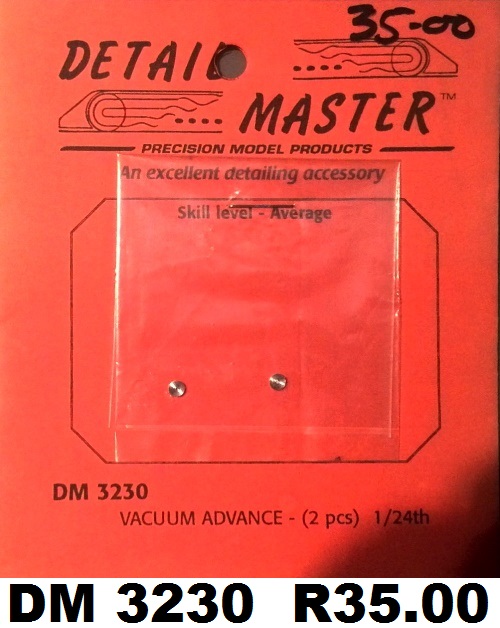 35-00
DETAIL
MASTER™
PRECISION MODEL PRODUCTS
An excellent detailing accessory
Skill level - Average
DM 3230
VACUUM ADVANCE - (2 pcs) 1/24th
DM 3230 R35.00